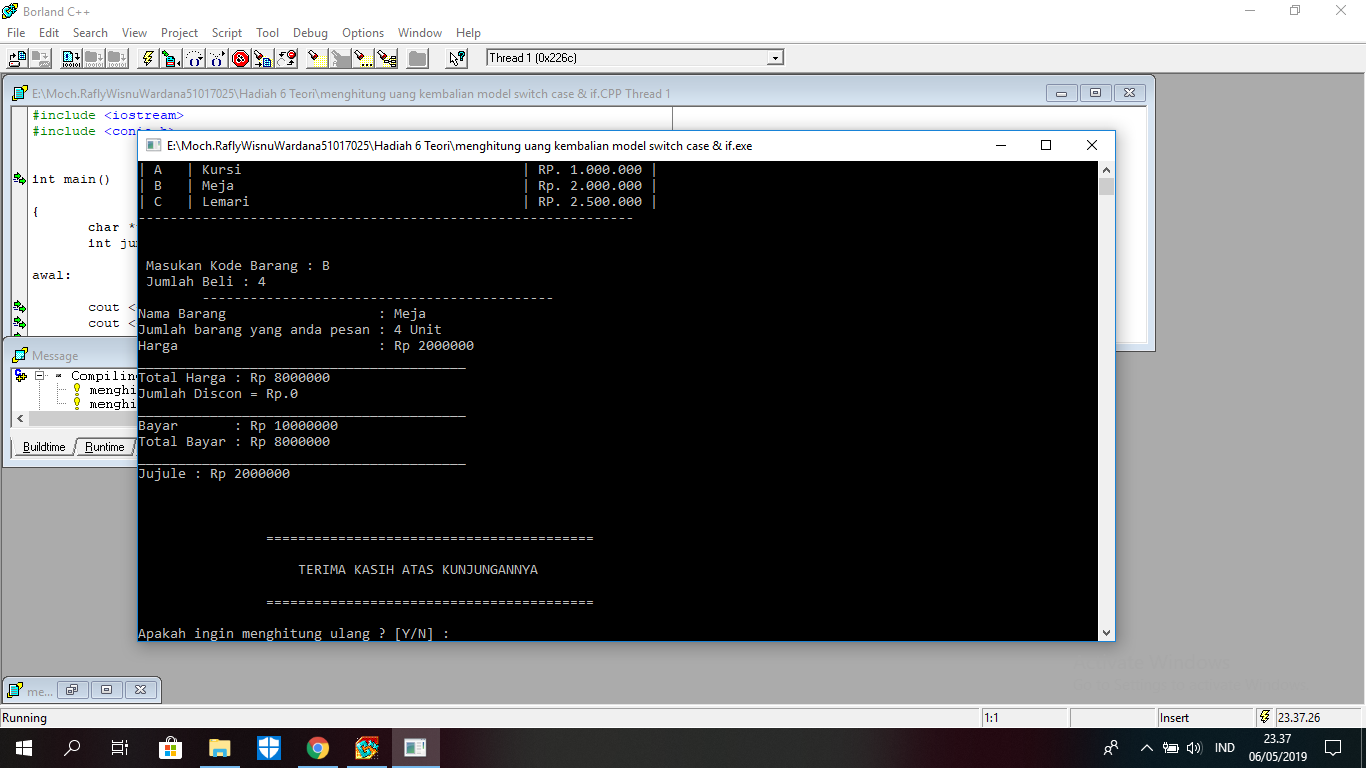 Borland C++
File Edit Search View Project Script Tool Debug Options Window Help
Thread 1 (0x226c)
E:\Moch.RaflyWisnuWardana51017025\Hadiah 6 Teori\menghitung uang kembalian model switch case & if.CPP Thread 1
#include <iostream>
#include <conio.h>
int main()
{
char *
int ju
awal:
cout <
cout <
E:\Moch.RaflyWisnuWardana51017025\Hadiah 6 Teori\menghitung uang kembalian model switch case & if.exe
| A | Kursi | RP. 1.000.000 |
| B | Meja | RP. 2.000.000 |
| C | Lemari | RP. 2.500.000 |
---------------------------------------------------------------
Masukan Kode Barang : B
Jumlah Beli : 4
--------------------------------------------
Nama Barang : Meja
Jumlah barang yang anda pesan : 4 Unit
Harga : Rp 2000000
_________________________________________
Total Harga : Rp 8000000
Jumlah Discon = Rp.0
_________________________________________
Bayar : Rp 10000000
Total Bayar : Rp 8000000
_________________________________________
Jujule : Rp 2000000
=========================================
TERIMA KASIH ATAS KUNJUNGANNYA
=========================================
Apakah ingin menghitung ulang ? [Y/N] :
Message
Compilin
menghi
menghi
Buildtime Runtime
me...
Running 1:1 Insert 23.37.26
IND
23.37
06/05/2019